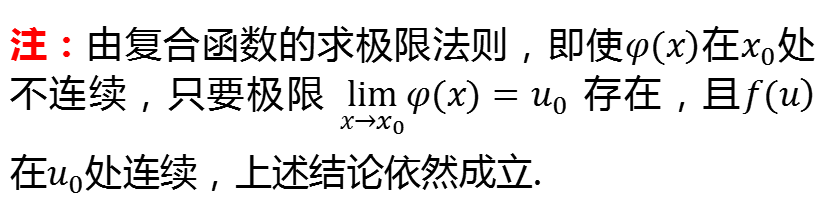 注：由复合函数的求极限法则，即使φ(x)在x₀处
不连续，只要极限 lim_{x→x₀} φ(x) = u₀ 存在，且f(u)
在u₀处连续，上述结论依然成立.